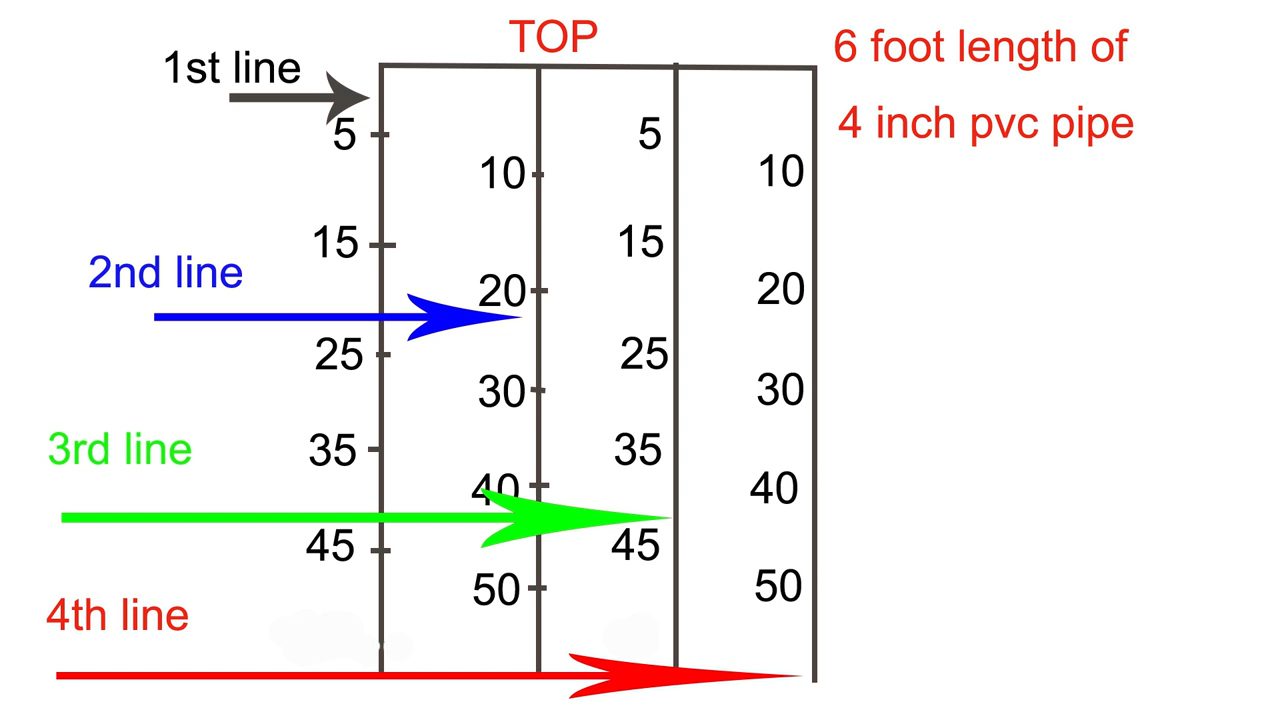 TOP
6 foot length of
4 inch pvc pipe
1st line
5 5
10 10
15 15
2nd line
20 20
25 25
30 30
3rd line
35 35
40 40
45 45
50 50
4th line